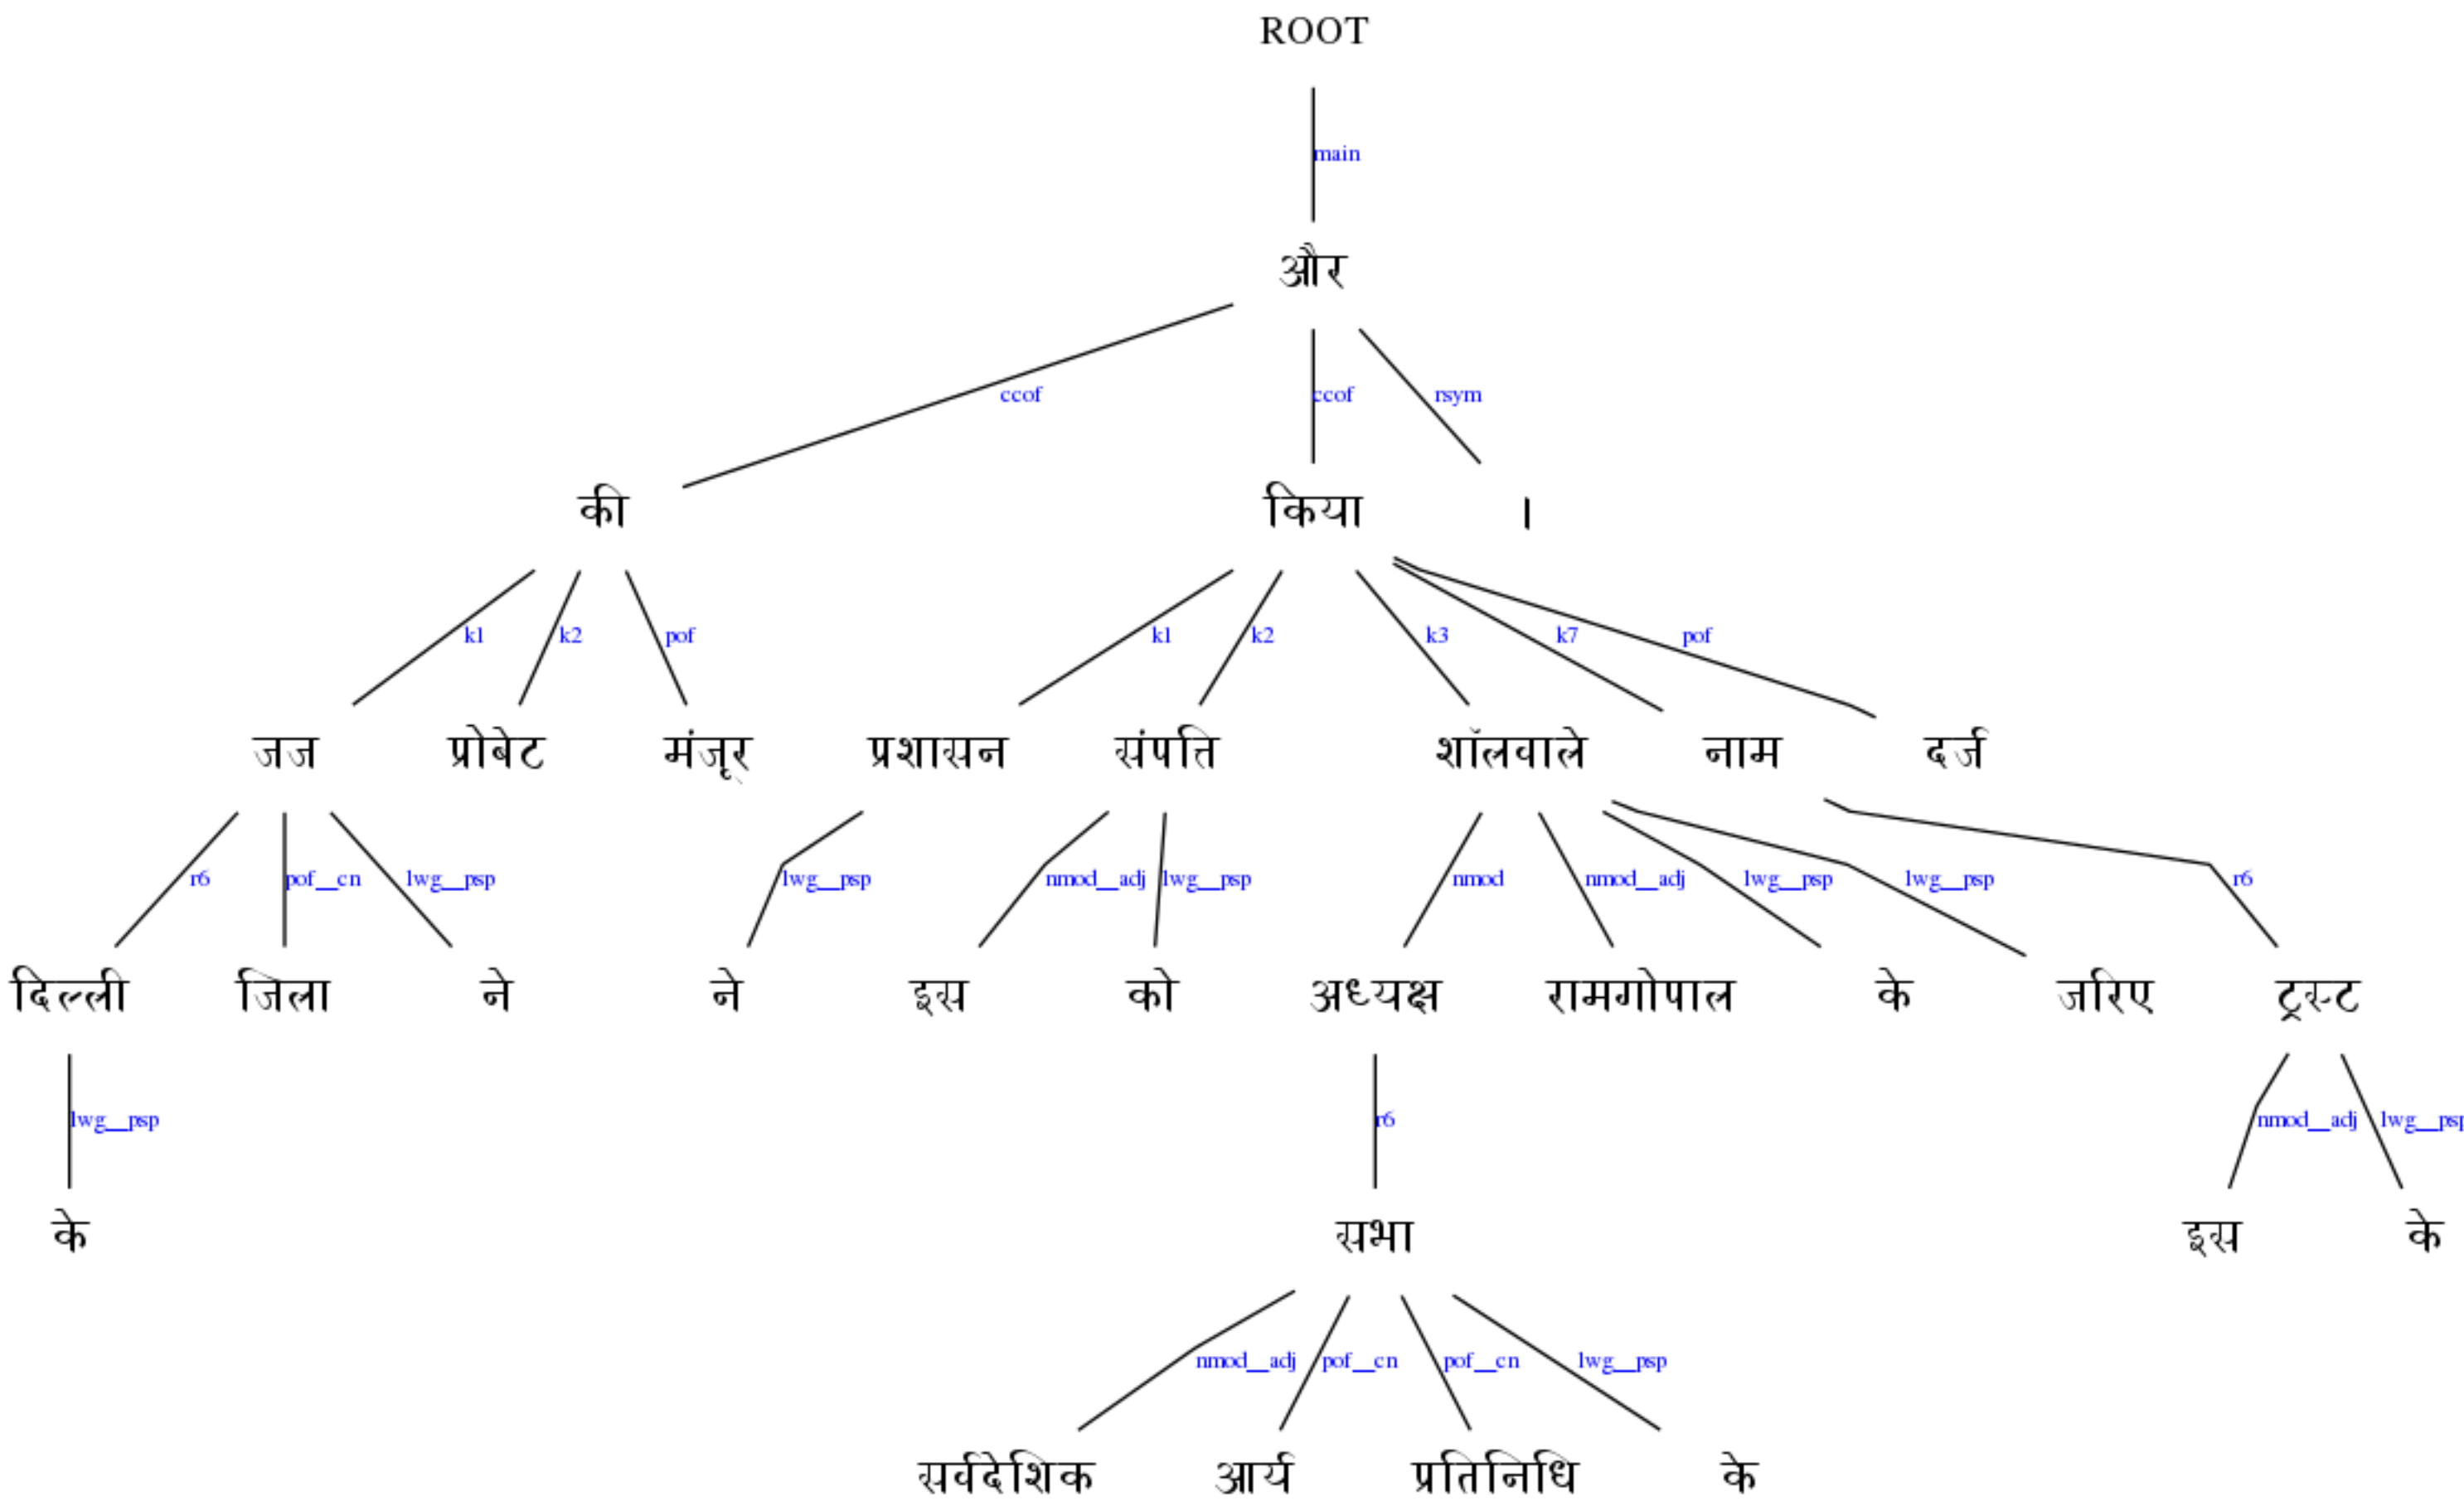 ROOT
main
और
ccof ccof rsym
की किया ।
k1 k2 pof k1 k2 k3 k7 pof
जज प्रोबेट मंजूर प्रशासन संपत्ति शॉलवाले नाम दर्ज
r6 pof__cn lwg__psp lwg__psp nmod__adj lwg__psp nmod nmod__adj lwg__psp lwg__psp r6
दिल्ली जिला ने ने इस को अध्यक्ष रामगोपाल के जरिए ट्रस्ट
lwg__psp r6 nmod__adj lwg__psp
के सभा इस के
nmod__adj pof__cn pof__cn lwg__psp
सर्वदेशिक आर्य प्रतिनिधि के